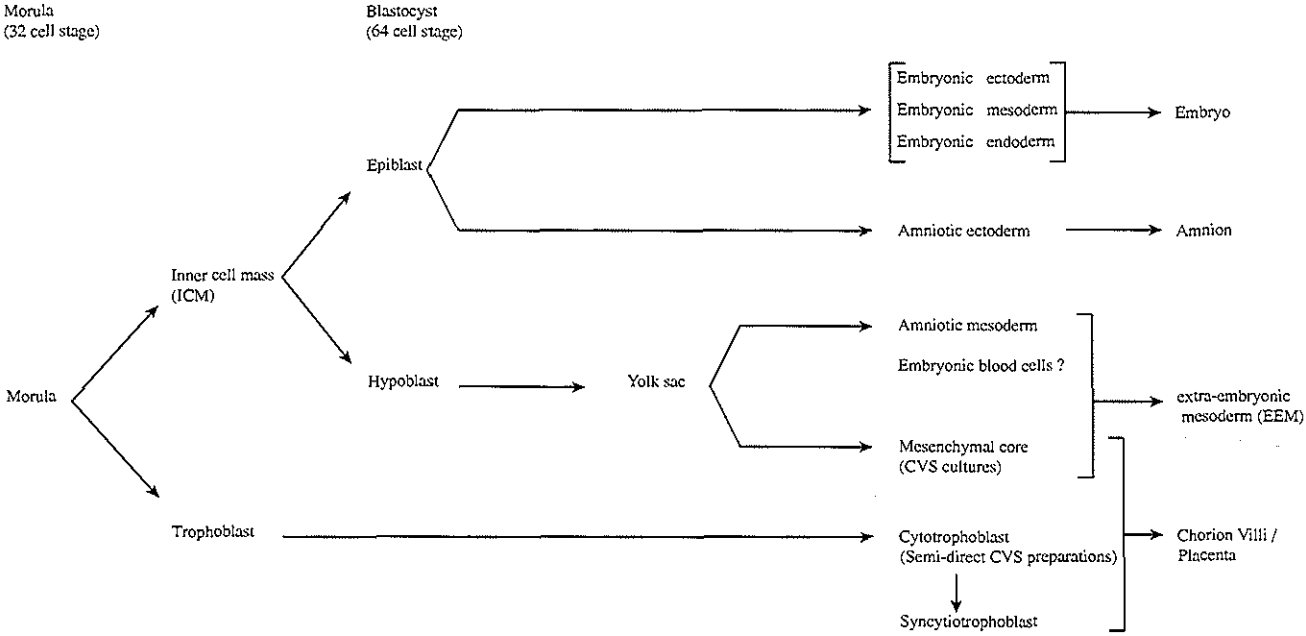 Morula
(32 cell stage)
Blastocyst
(64 cell stage)
Embryonic ectoderm
Embryonic mesoderm
Embryonic endoderm
Embryo
Epiblast
Amniotic ectoderm
Amnion
Inner cell mass
(ICM)
Amniotic mesoderm
Embryonic blood cells ?
Morula
Hypoblast
Yolk sac
extra-embryonic
mesoderm (EEM)
Mesenchymal core
(CVS cultures)
Trophoblast
Cytotrophoblast
(Semi-direct CVS preparations)
Chorion Villi /
Placenta
Syncytiotrophoblast